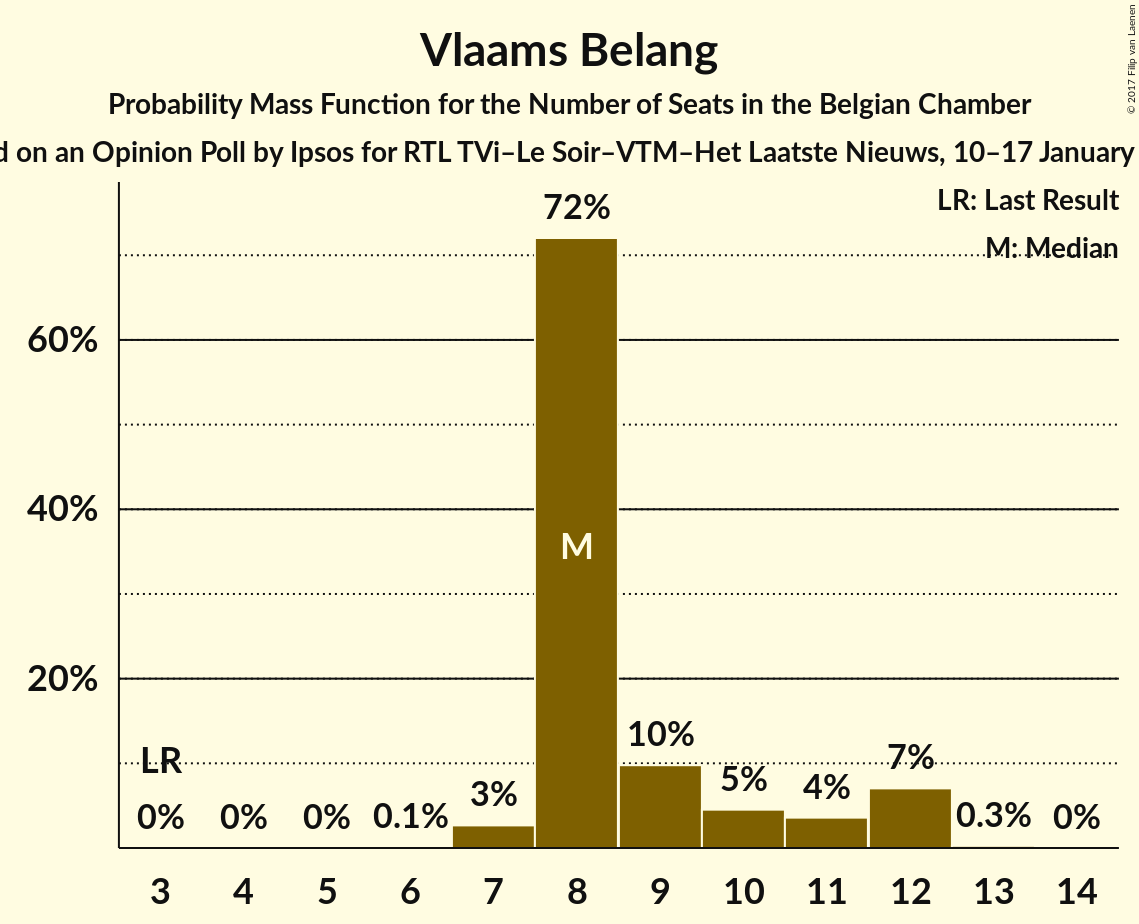 Vlaams Belang
Probability Mass Function for the Number of Seats in the Belgian Chamber
on an Opinion Poll by Ipsos for RTL TVi–Le Soir–VTM–Het Laatste Nieuws, 10–17 January
© 2017 Filip van Laenen
LR: Last Result
M: Median
72%
60%
40%
M
20%
10%
LR
7%
5%
4%
3%
0% 0% 0% 0.1% 0.3% 0%
3 4 5 6 7 8 9 10 11 12 13 14